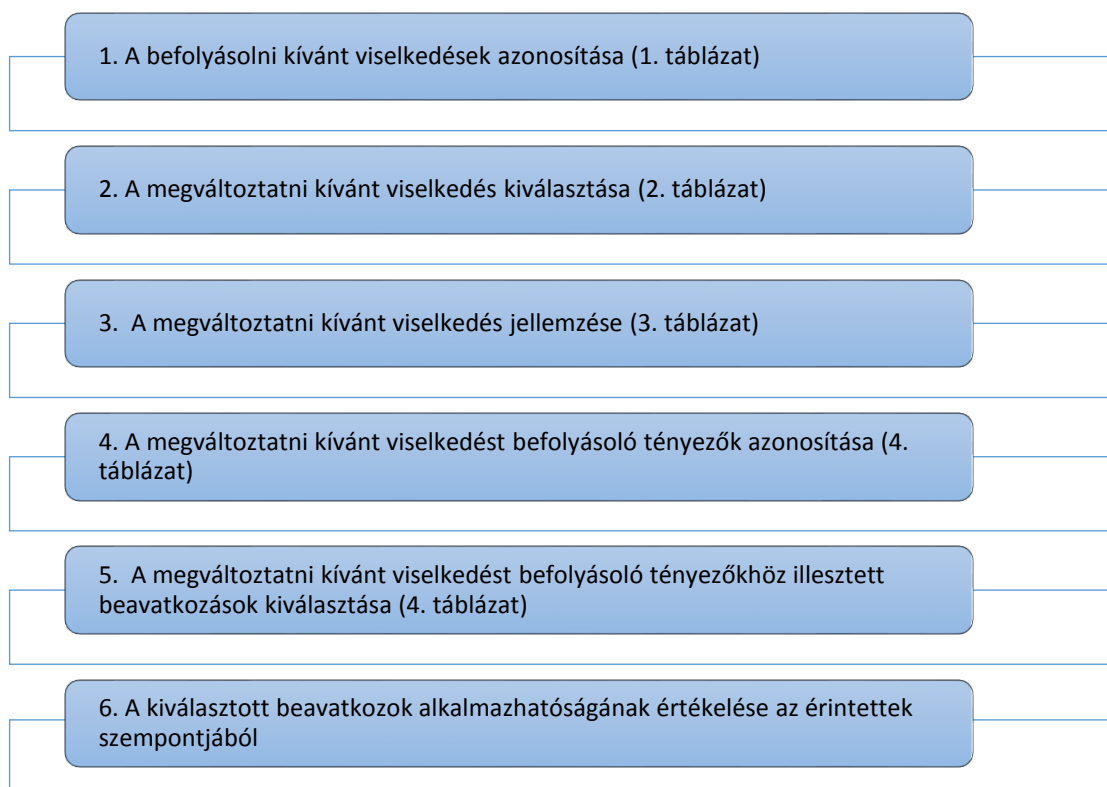 1. A befolyásolni kívánt viselkedések azonosítása (1. táblázat)
2. A megváltoztatni kívánt viselkedés kiválasztása (2. táblázat)
3.  A megváltoztatni kívánt viselkedés jellemzése (3. táblázat)
4. A megváltoztatni kívánt viselkedést befolyásoló tényezők azonosítása (4.
táblázat)
5.  A megváltoztatni kívánt viselkedést befolyásoló tényezőkhöz illesztett
beavatkozások kiválasztása (4. táblázat)
6. A kiválasztott beavatkozok alkalmazhatóságának értékelése az érintettek
szempontjából